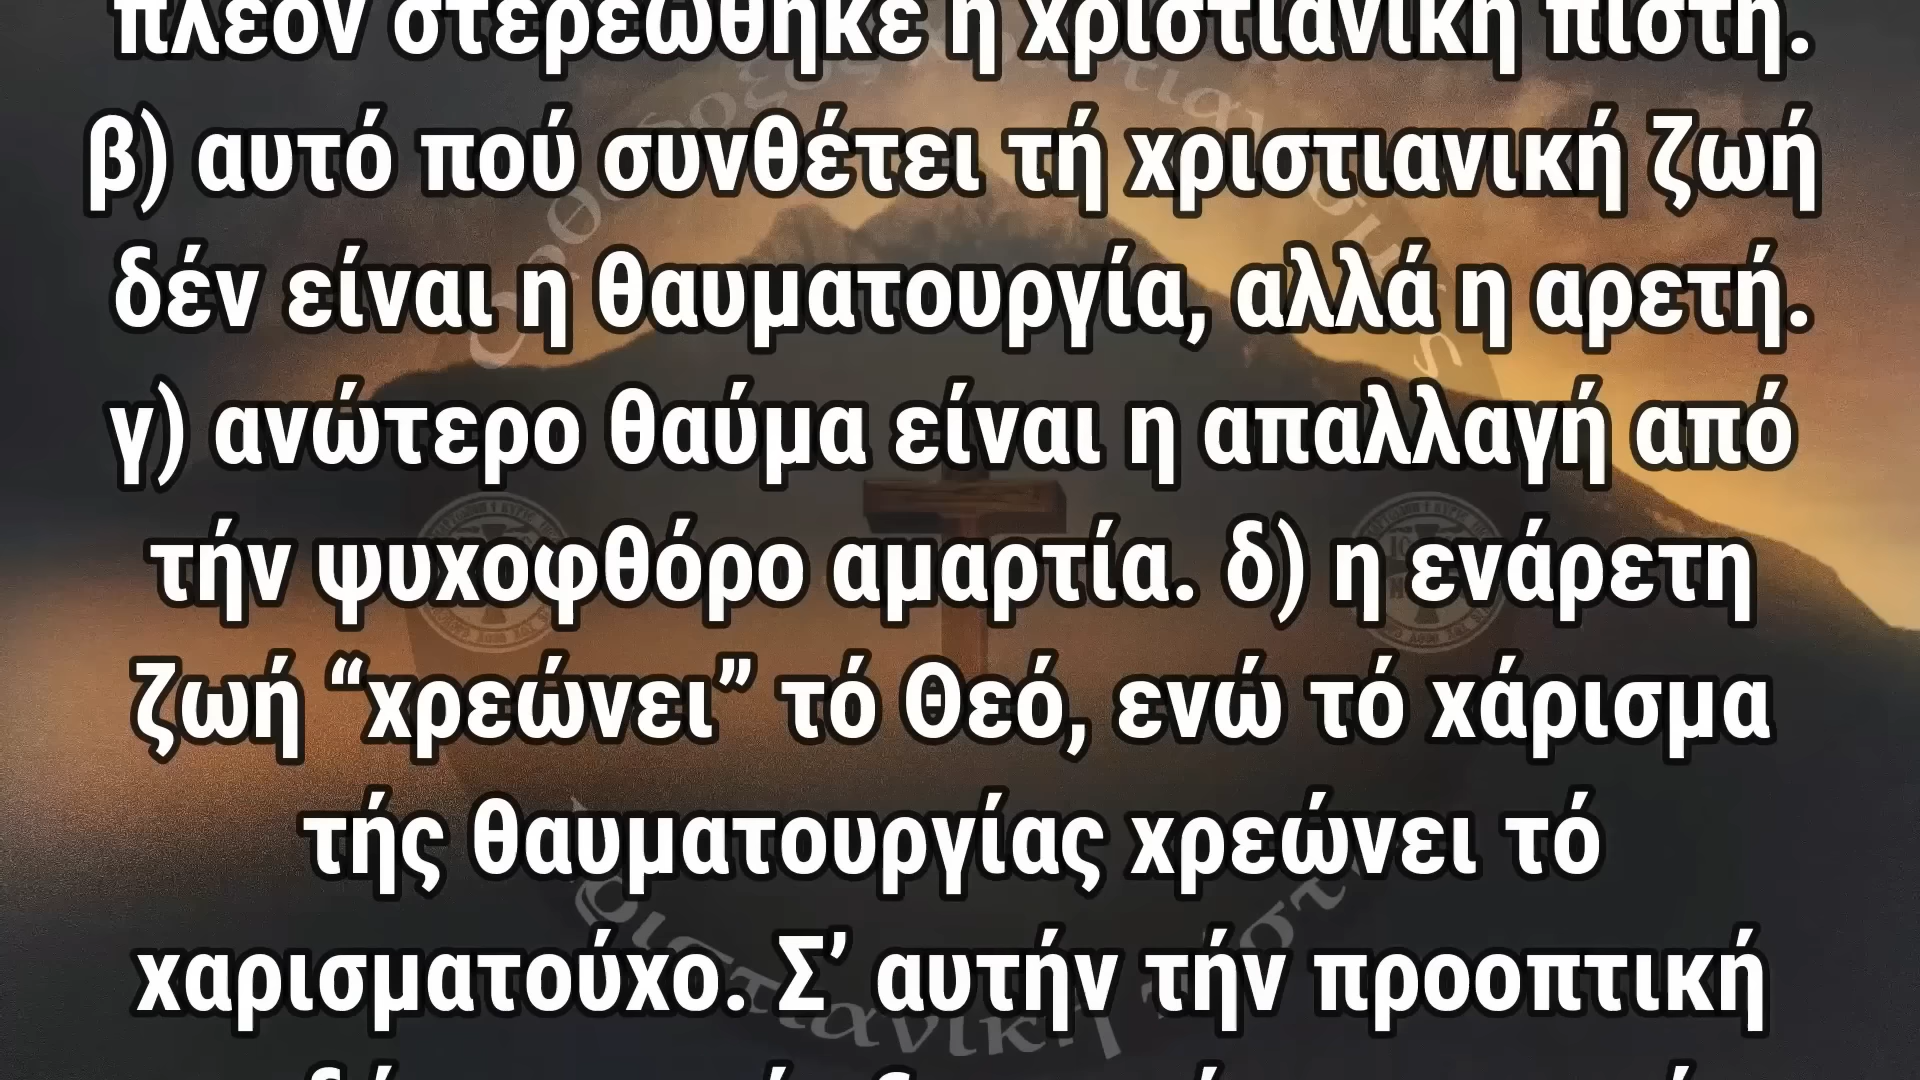 πλέον στερεώθηκε η χριστιανική πίστη.
β) αυτό πού συνθέτει τή χριστιανική ζωή
δέν είναι η θαυματουργία, αλλά η αρετή.
γ) ανώτερο θαύμα είναι η απαλλαγή από
τήν ψυχοφθόρο αμαρτία. δ) η ενάρετη
ζωή “χρεώνει” τό Θεό, ενώ τό χάρισμα
τής θαυματουργίας χρεώνει τό
χαρισματούχο. Σ’ αυτήν τήν προοπτική